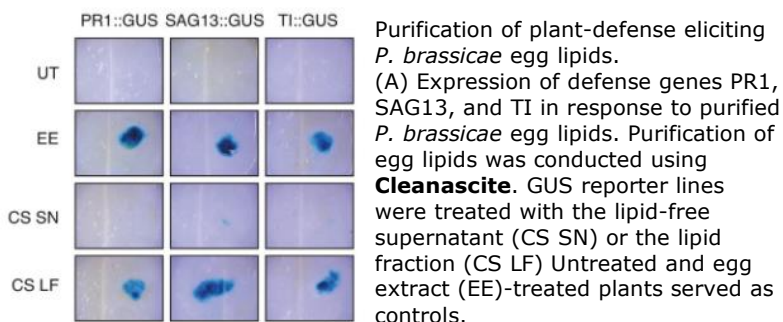 PR1::GUS SAG13::GUS TI::GUS
UT
EE
CS SN
CS LF
Purification of plant-defense eliciting
P. brassicae egg lipids.
(A) Expression of defense genes PR1,
SAG13, and TI in response to purified
P. brassicae egg lipids. Purification of
egg lipids was conducted using
Cleanascite. GUS reporter lines
were treated with the lipid-free
supernatant (CS SN) or the lipid
fraction (CS LF) Untreated and egg
extract (EE)-treated plants served as
controls.